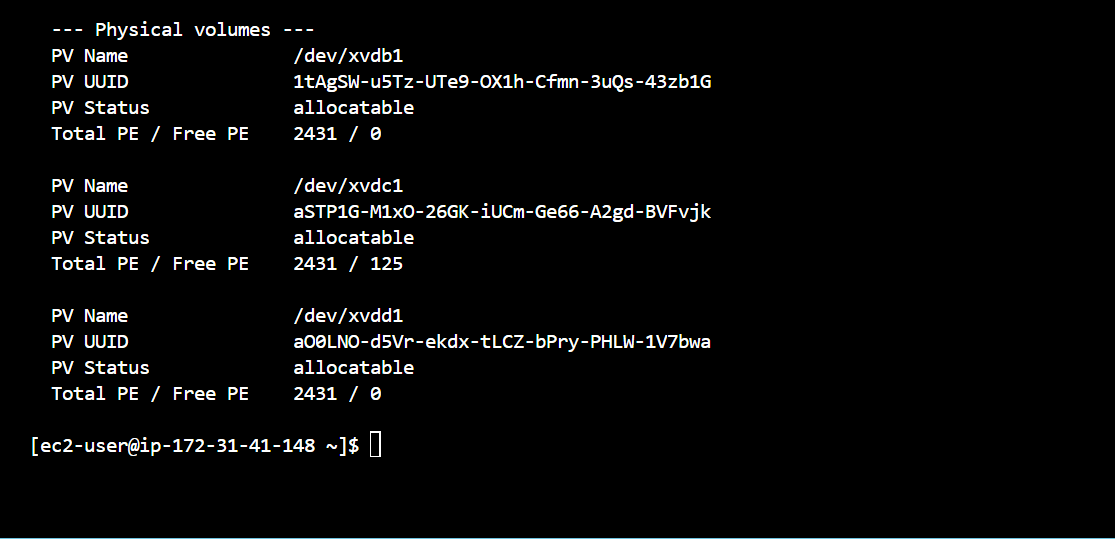 --- Physical volumes ---
PV Name /dev/xvdb1
PV UUID 1tAgSW-u5Tz-UTe9-OX1h-Cfmn-3uQs-43zb1G
PV Status allocatable
Total PE / Free PE 2431 / 0
PV Name /dev/xvdc1
PV UUID aSTP1G-M1xO-26GK-iUCm-Ge66-A2gd-BVFvjk
PV Status allocatable
Total PE / Free PE 2431 / 125
PV Name /dev/xvdd1
PV UUID aO0LNO-d5Vr-ekdx-tLCZ-bPry-PHLW-1V7bwa
PV Status allocatable
Total PE / Free PE 2431 / 0
[ec2-user@ip-172-31-41-148 ~]$